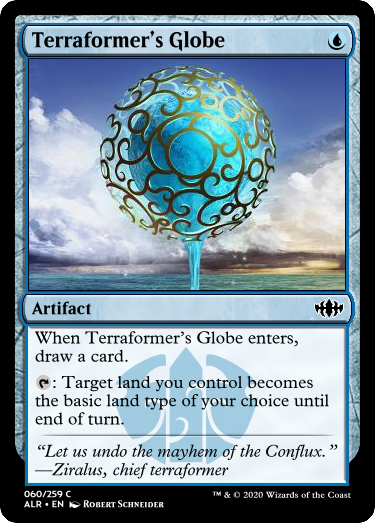 Terraformer's Globe
Artifact
When Terraformer's Globe enters,
draw a card.
: Target land you control becomes
the basic land type of your choice until
end of turn.
"Let us undo the mayhem of the Conflux."
—Ziralus, chief terraformer
060/259 C
ALR • EN Robert Schneider
™ & © 2020 Wizards of the Coast